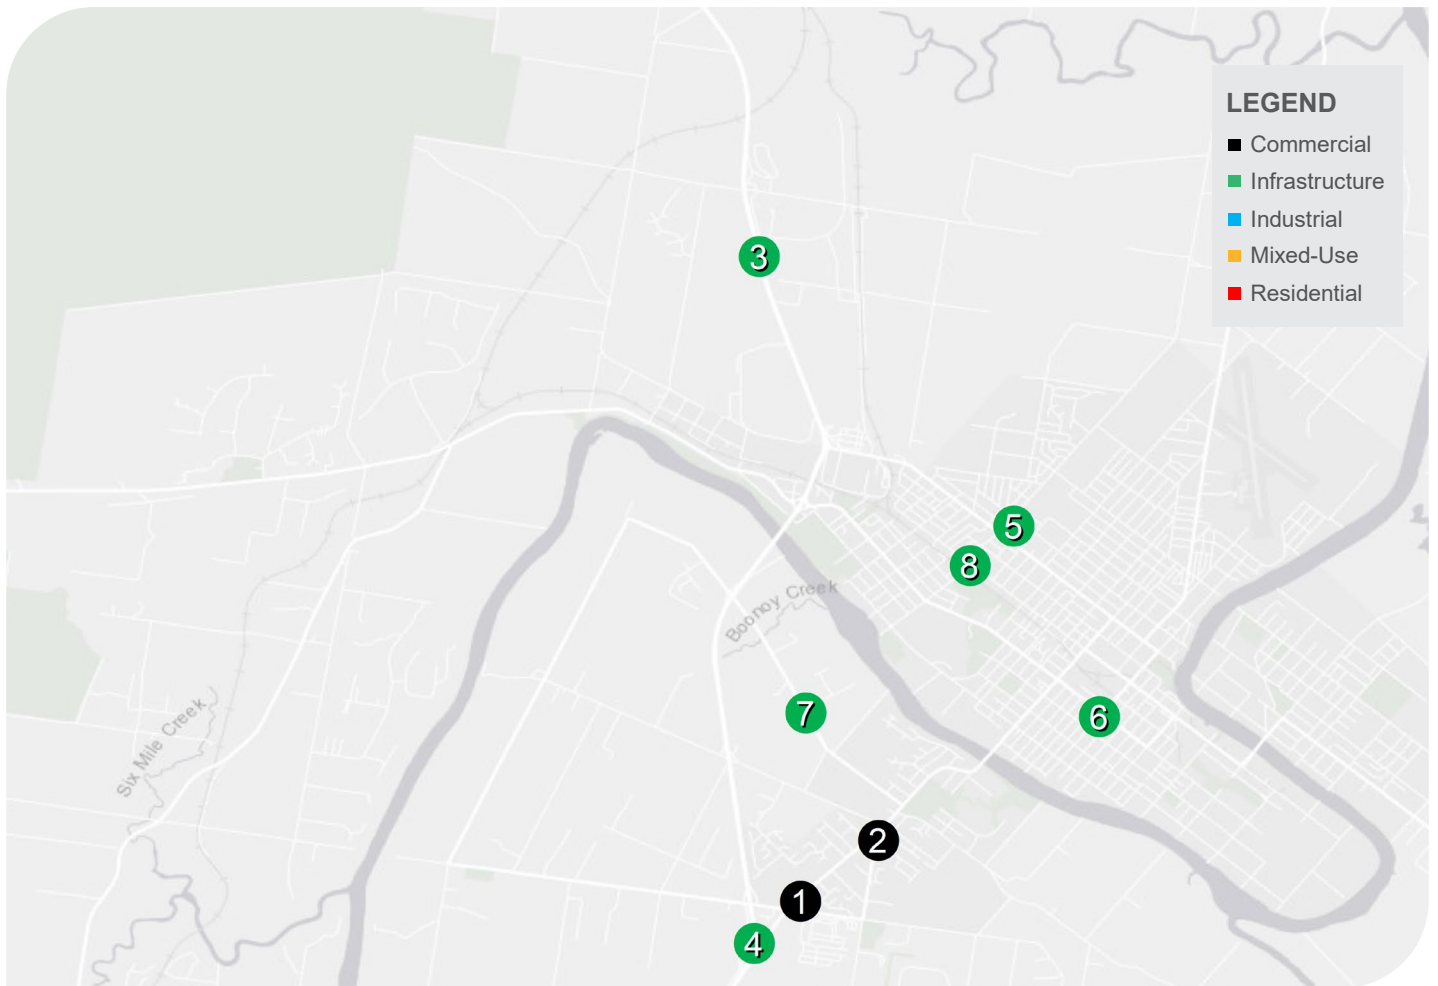 LEGEND
Commercial
Infrastructure
Industrial
Mixed-Use
Residential
3
5
8
Boonoy Creek
7
6
Six Mile Creek
2
1
4